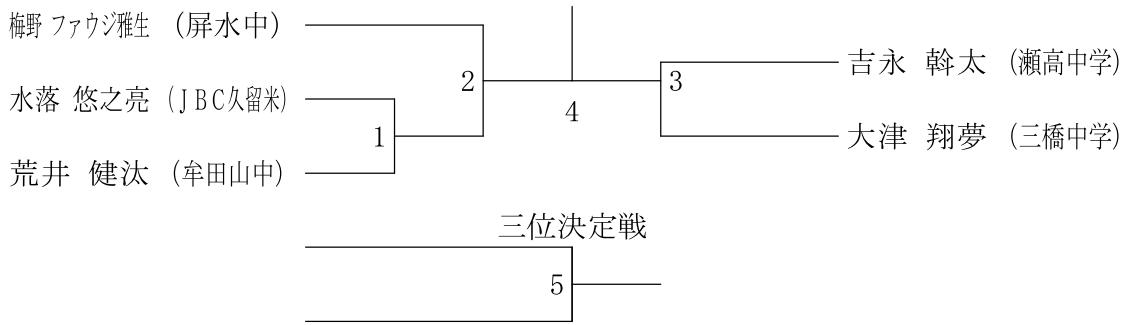 梅野 ファウジ雅生 (屏水中)
2
3
吉永 幹太 (瀬高中学)
水落 悠之亮 (JBC久留米)
4
1
大津 翔夢 (三橋中学)
荒井 健汰 (牟田山中)
三位決定戦
5